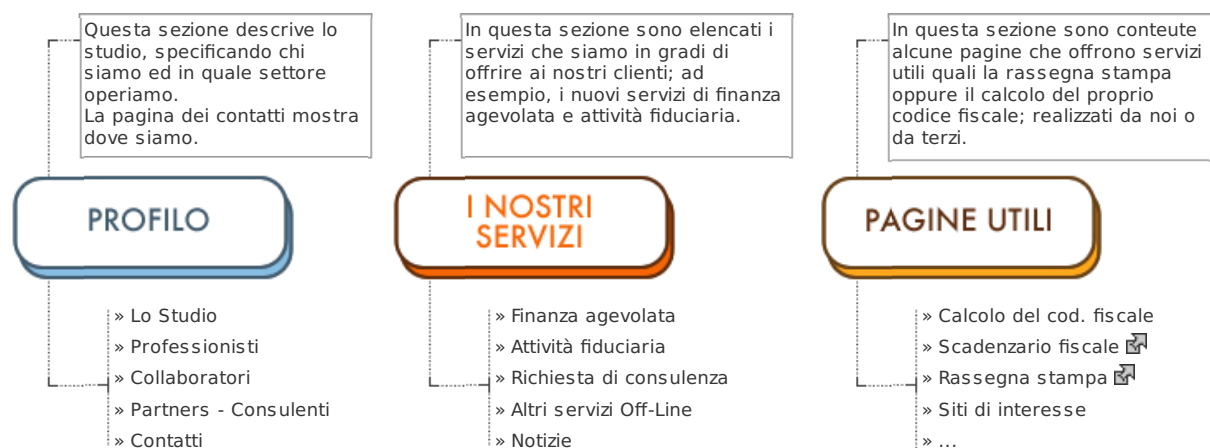 Questa sezione descrive lo
studio, specificando chi
siamo ed in quale settore
operiamo.
La pagina dei contatti mostra
dove siamo.
PROFILO
» Lo Studio
» Professionisti
» Collaboratori
» Partners - Consulenti
» Contatti
In questa sezione sono elencati i
servizi che siamo in gradi di
offrire ai nostri clienti; ad
esempio, i nuovi servizi di finanza
agevolata e attività fiduciaria.
I NOSTRI
SERVIZI
» Finanza agevolata
» Attività fiduciaria
» Richiesta di consulenza
» Altri servizi Off-Line
» Notizie
In questa sezione sono conteute
alcune pagine che offrono servizi
utili quali la rassegna stampa
oppure il calcolo del proprio
codice fiscale; realizzati da noi o
da terzi.
PAGINE UTILI
» Calcolo del cod. fiscale
» Scadenzario fiscale
» Rassegna stampa
» Siti di interesse
» ...